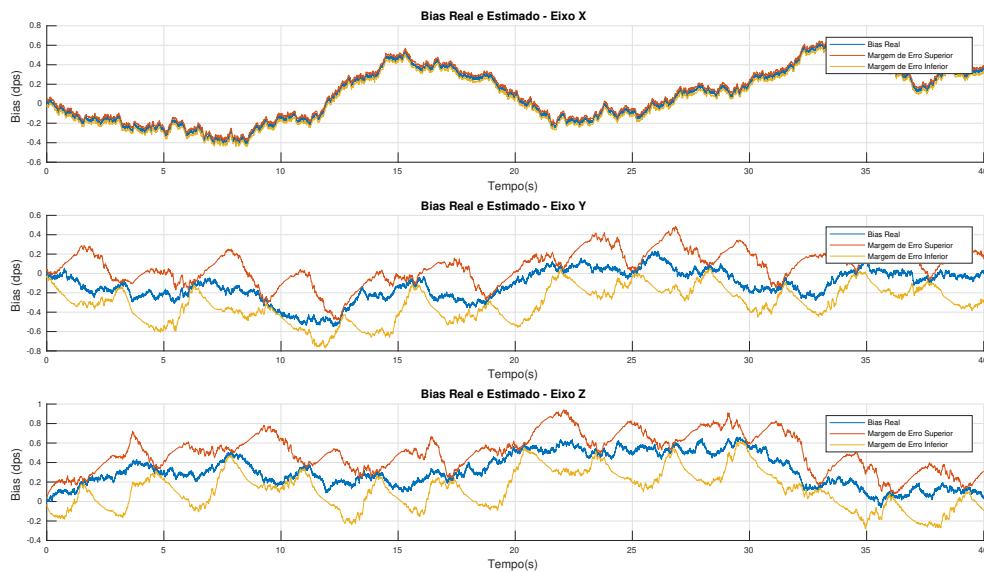 Bias Real e Estimado - Eixo X
0.8
0.6
0.4
0.2
0
-0.2
-0.4
-0.6
Bias (dps)
Bias Real
Margem de Erro Superior
Margem de Erro Inferior
0 5 10 15 20 25 30 35 40
Tempo(s)
Bias Real e Estimado - Eixo Y
0.6
0.4
0.2
0
-0.2
-0.4
-0.6
-0.8
Bias (dps)
Bias Real
Margem de Erro Superior
Margem de Erro Inferior
0 5 10 15 20 25 30 35 40
Tempo(s)
Bias Real e Estimado - Eixo Z
1
0.8
0.6
0.4
0.2
0
-0.2
-0.4
Bias (dps)
Bias Real
Margem de Erro Superior
Margem de Erro Inferior
0 5 10 15 20 25 30 35 40
Tempo(s)